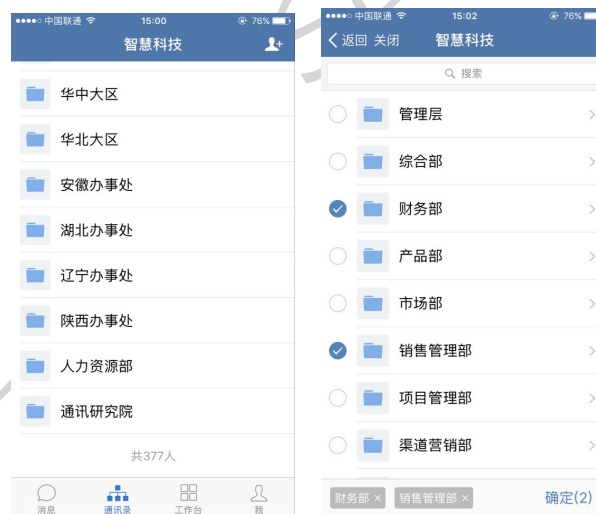 中国联通 15:00 76%
智慧科技
华中大区
华北大区
安徽办事处
湖北办事处
辽宁办事处
陕西办事处
人力资源部
通讯研究院
共377人
消息 通讯录 工作台 我
中国联通 15:02 76%
返回 关闭 智慧科技
搜索
管理层
综合部
财务部
产品部
市场部
销售管理部
项目管理部
渠道营销部
财务部 × 销售管理部 × 确定(2)